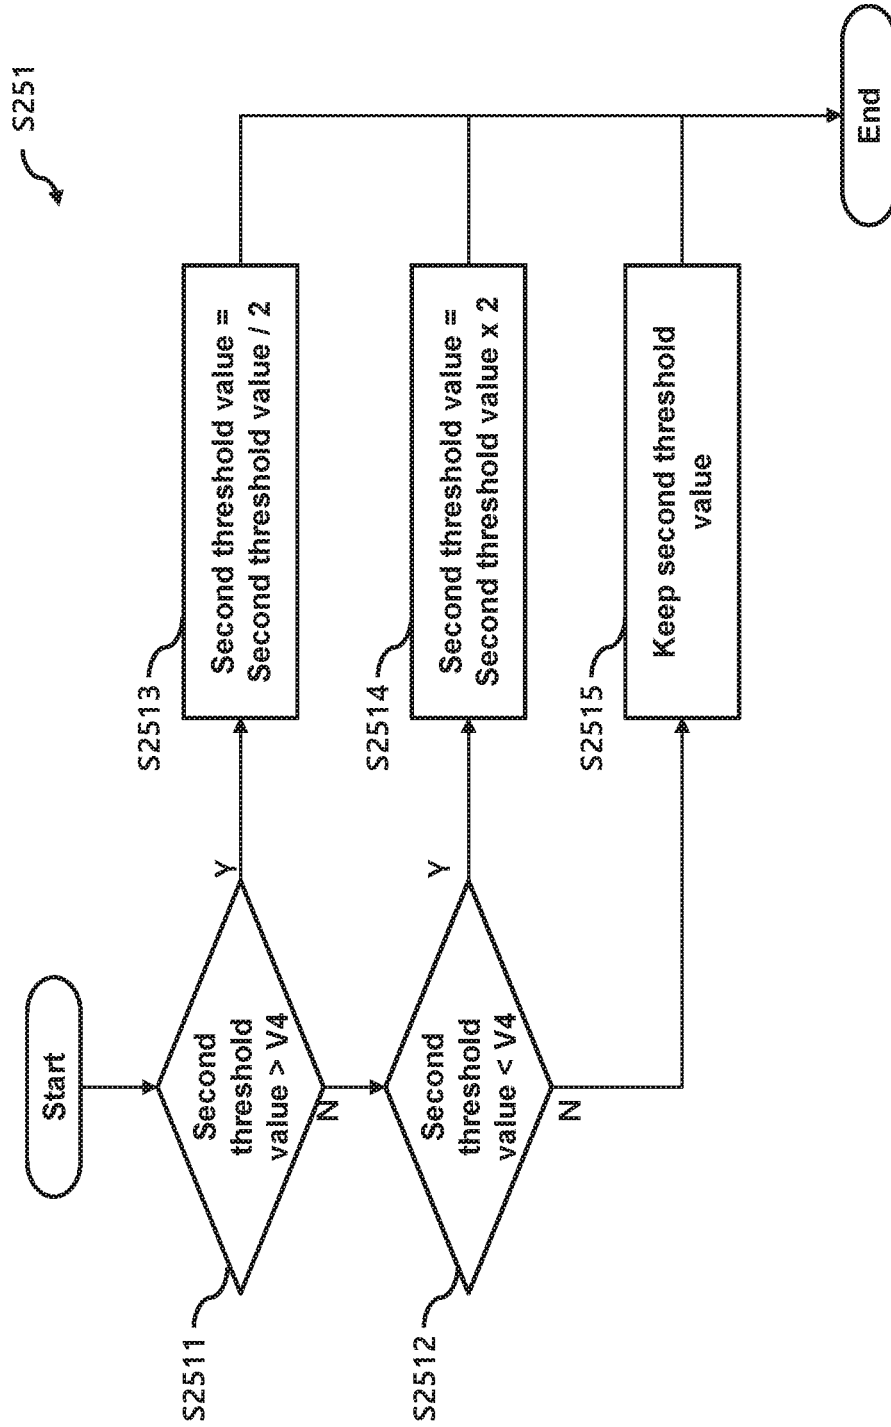 S251
Start
S2511
Second
threshold
value > V4
Y
N
S2513
Second threshold value =
Second threshold value / 2
S2512
Second
threshold
value < V4
Y
N
S2514
Second threshold value =
Second threshold value x 2
S2515
Keep second threshold
value
End